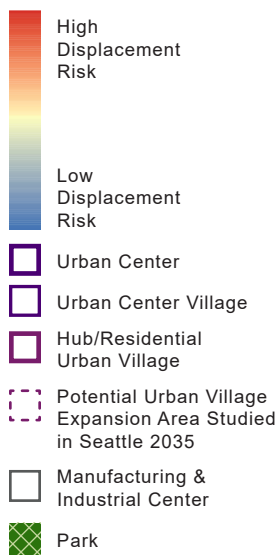 High
Displacement
Risk
Low
Displacement
Risk
Urban Center
Urban Center Village
Hub/Residential
Urban Village
Potential Urban Village
Expansion Area Studied
in Seattle 2035
Manufacturing &
Industrial Center
Park